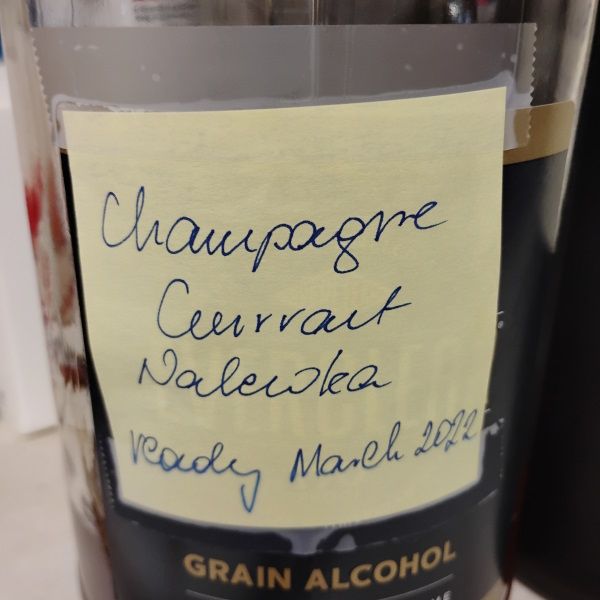 Champagne
Currant
Nalewka
ready March 2022
GRAIN ALCOHOL